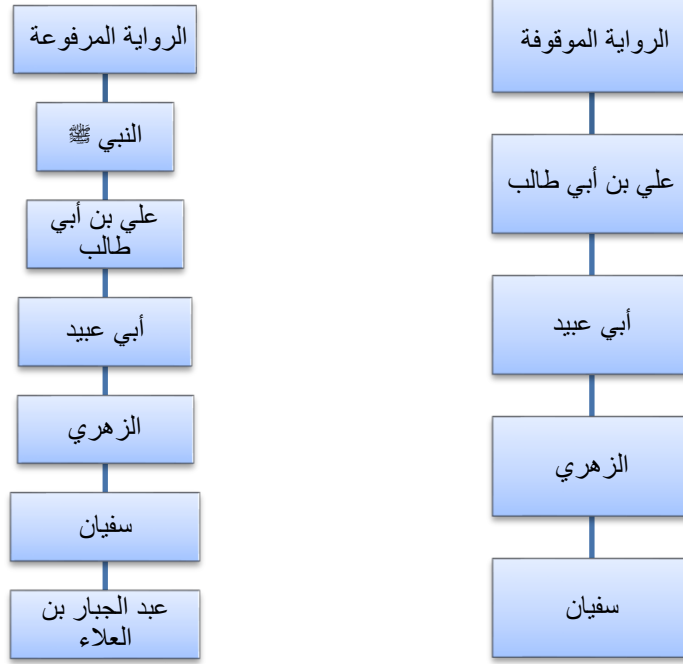 الرواية الموقوفة
علي بن أبي طالب
أبي عبيد
الزهري
سفيان
الرواية المرفوعة
النبي ﷺ
علي بن أبي
طالب
أبي عبيد
الزهري
سفيان
عبد الجبار بن
العلاء